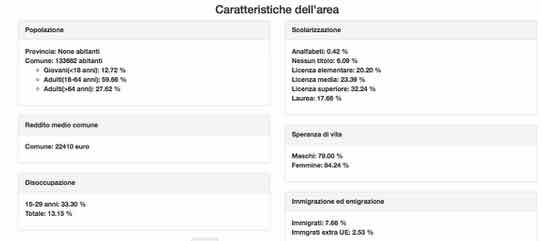 Caratteristiche dell'area
Popolazione
Provincia: None abitanti
Comune: 133682 abitanti
Giovani(<18 anni): 12.72 %
Adulti(18-64 anni): 59.66 %
Adulti(>64 anni): 27.62 %
Reddito medio comune
Comune: 22410 euro
Disoccupazione
15-29 anni: 33.30 %
Totale: 13.15 %
Scolarizzazione
Analfabeti: 0.42 %
Nessun titolo: 6.09 %
Licenza elementare: 20.20 %
Licenza media: 23.39 %
Licenza superiore: 32.24 %
Laurea: 17.66 %
Speranza di vita
Maschi: 79.00 %
Femmine: 84.24 %
Immigrazione ed emigrazione
Immigrati: 7.66 %
Immigrati extra UE: 2.53 %